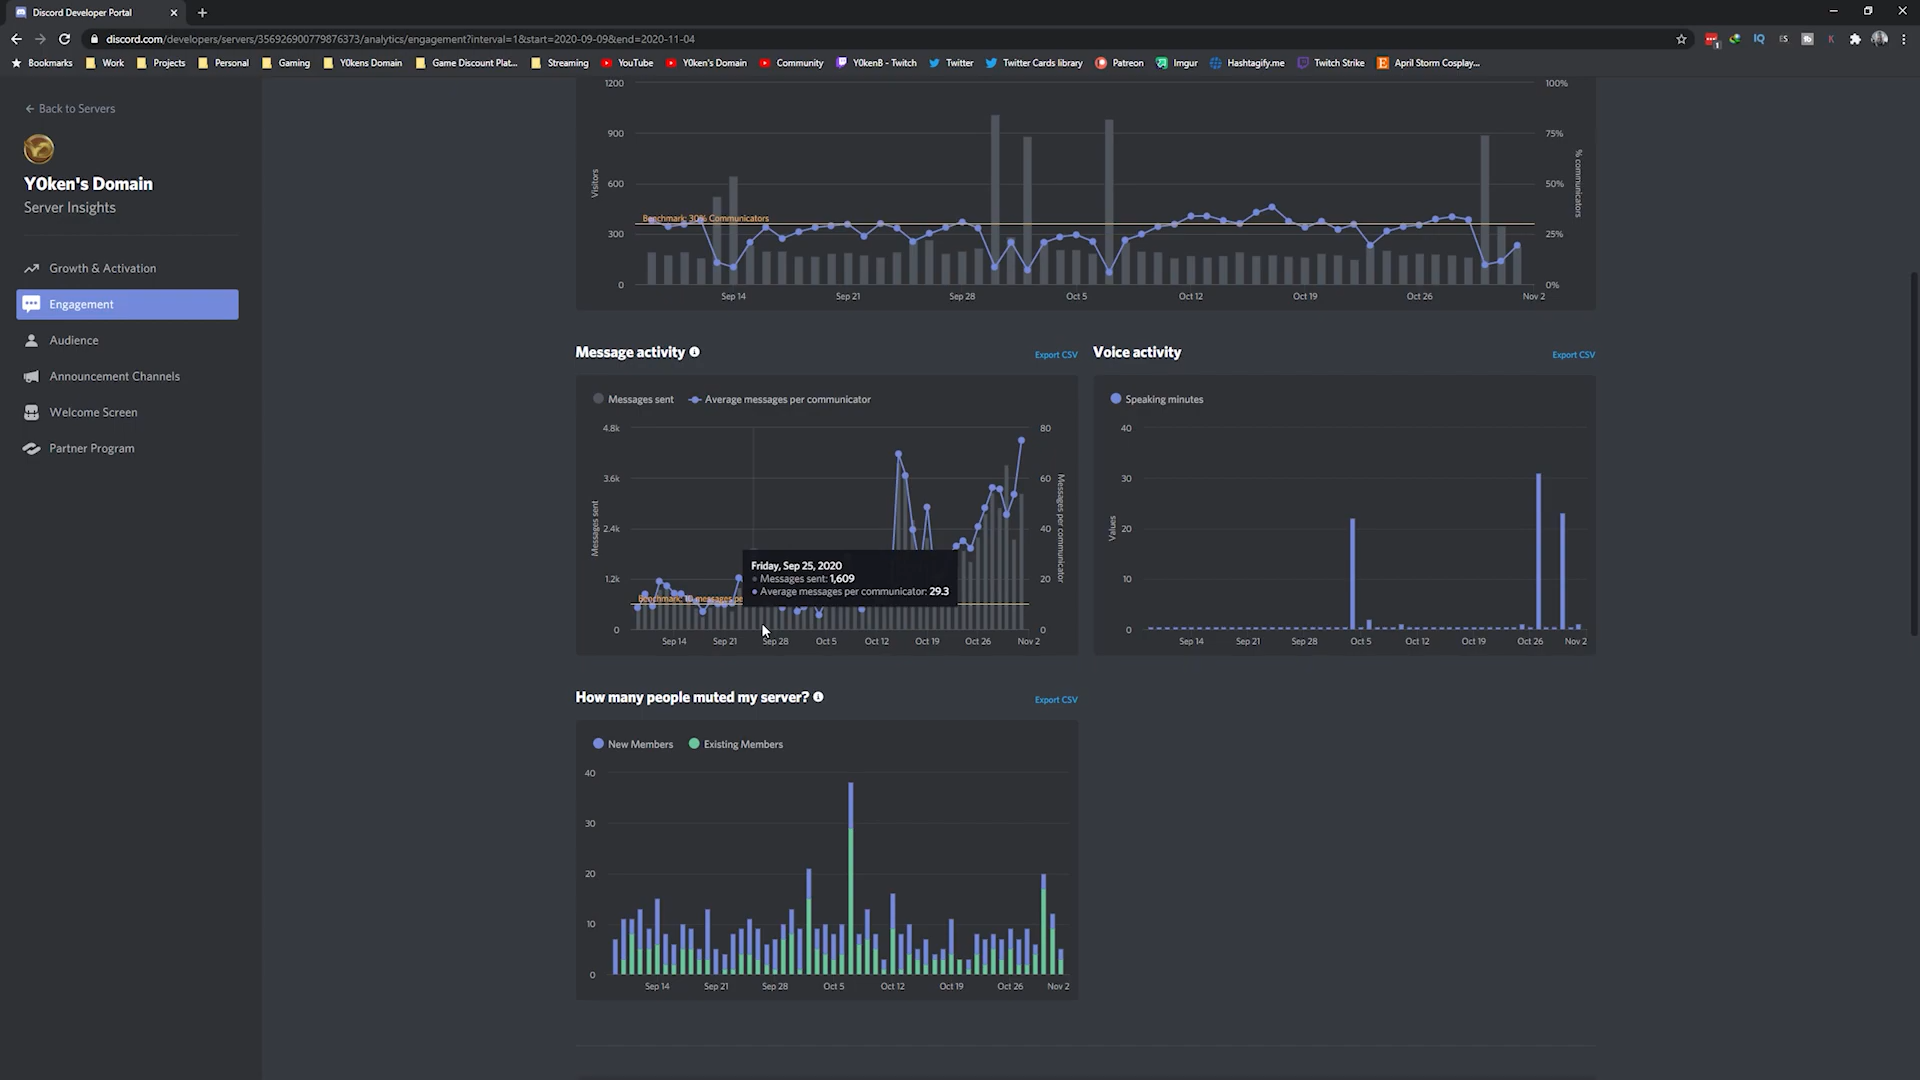 Discord Developer Portal
discord.com/developers/servers/356926900779876373/analytics/engagement?interval=1&start=2020-09-09&end=2020-11-04
Bookmarks Work Projects Personal Gaming Y0kens Domain Game Discount Plat... Streaming YouTube Y0ken's Domain Community Y0kenB - Twitch Twitter Twitter Cards library Patreon Imgur Hashtagify.me Twitch Strike April Storm Cosplay...
Back to Servers
Y0ken's Domain
Server Insights
Growth & Activation
Engagement
Audience
Announcement Channels
Welcome Screen
Partner Program
1200 100%
900 75%
600 50%
300 25%
0 0%
Visitors
% communicators
Benchmark: 30% Communicators
Sep 14 Sep 21 Sep 28 Oct 5 Oct 12 Oct 19 Oct 26 Nov 2
Message activity Export CSV
Messages sent Average messages per communicator
4.8k 80
3.6k 60
2.4k 40
1.2k 20
0 0
Messages sent
Messages per communicator
Benchmark: 10 messages pe
Friday, Sep 25, 2020
Messages sent: 1,609
Average messages per communicator: 29.3
Sep 14 Sep 21 Sep 28 Oct 5 Oct 12 Oct 19 Oct 26 Nov 2
Voice activity Export CSV
Speaking minutes
40
30
20
10
0
Values
Sep 14 Sep 21 Sep 28 Oct 5 Oct 12 Oct 19 Oct 26 Nov 2
How many people muted my server? Export CSV
New Members Existing Members
40
30
20
10
0
Sep 14 Sep 21 Sep 28 Oct 5 Oct 12 Oct 19 Oct 26 Nov 2